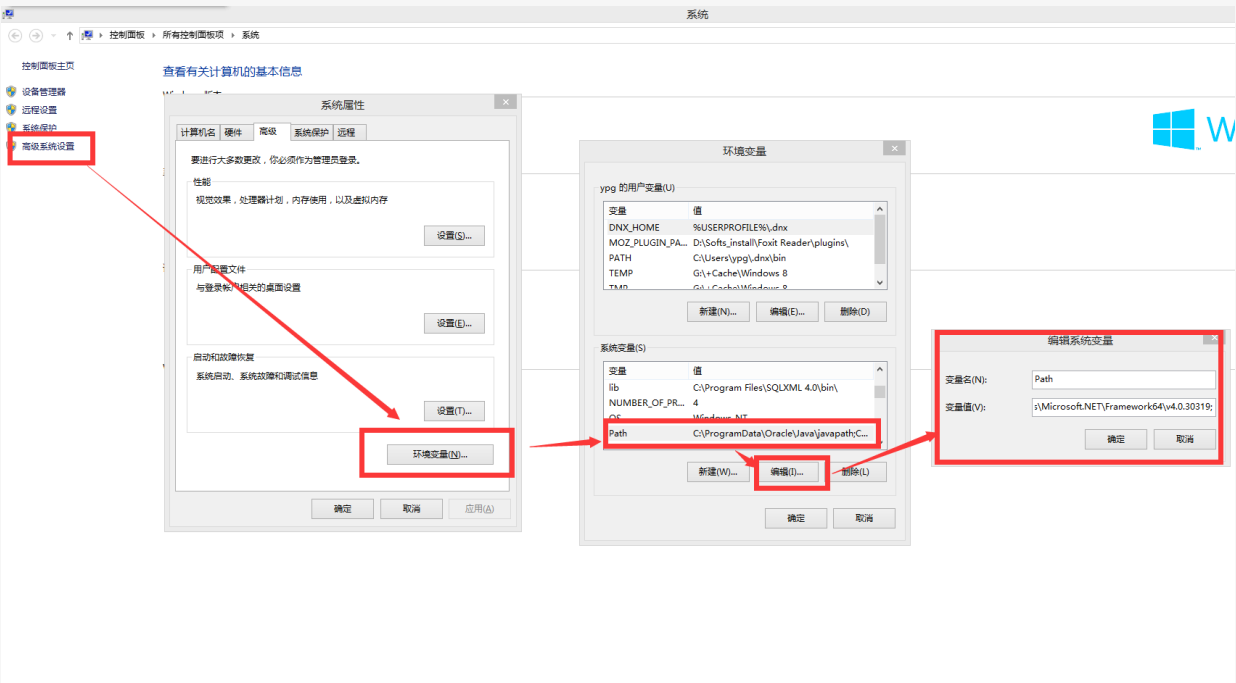 系统
控制面板 ▸ 所有控制面板项 ▸ 系统
控制面板主页
设备管理器
远程设置
系统保护
高级系统设置
查看有关计算机的基本信息
系统属性
计算机名 硬件 高级 系统保护 远程
要进行大多数更改，你必须作为管理员登录。
性能
视觉效果，处理器计划，内存使用，以及虚拟内存
设置(S)...
用户配置文件
与登录帐户相关的桌面设置
设置(E)...
启动和故障恢复
系统启动、系统故障和调试信息
设置(T)...
环境变量(N)...
确定 取消 应用(A)
环境变量
ypg 的用户变量(U)
变量 值
DNX_HOME %USERPROFILE%\.dnx
MOZ_PLUGIN_PA... D:\Softs_install\Foxit Reader\plugins\
PATH C:\Users\ypg\.dnx\bin
TEMP G:\+Cache\Windows 8
TMP G:\+Cache\Windows 8
新建(N)... 编辑(E)... 删除(D)
系统变量(S)
变量 值
lib C:\Program Files\SQLXML 4.0\bin\
NUMBER_OF_PR... 4
OS Windows_NT
Path C:\ProgramData\Oracle\Java\javapath;C...
新建(W)... 编辑(I)... 删除(L)
确定 取消
编辑系统变量
变量名(N): Path
变量值(V): s\Microsoft.NET\Framework64\v4.0.30319;
确定 取消
W